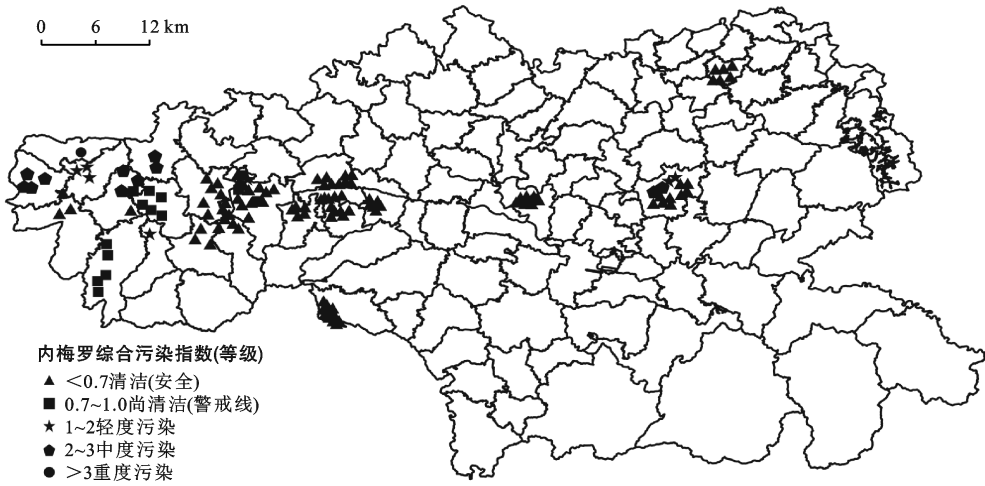 0 6 12 km
内梅罗综合污染指数(等级)
<0.7清洁(安全)
0.7~1.0尚清洁(警戒线)
1~2轻度污染
2~3中度污染
>3重度污染